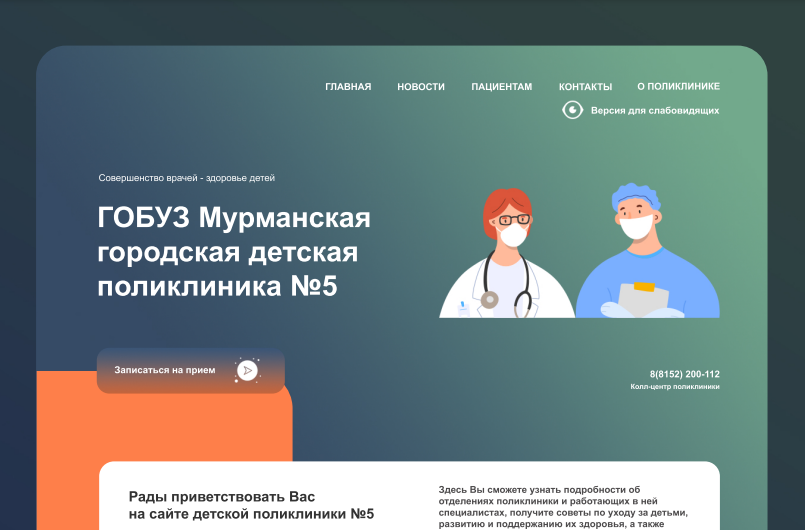 ГЛАВНАЯ НОВОСТИ ПАЦИЕНТАМ КОНТАКТЫ О ПОЛИКЛИНИКЕ
Версия для слабовидящих
Совершенство врачей - здоровье детей
ГОБУЗ Мурманская
городская детская
поликлиника №5
Записаться на прием
8(8152) 200-112
Колл-центр поликлиники
Рады приветствовать Вас
на сайте детской поликлиники №5
Здесь Вы сможете узнать подробности об
отделениях поликлиники и работающих в ней
специалистах, получите советы по уходу за детьми,
развитию и поддержанию их здоровья, а также